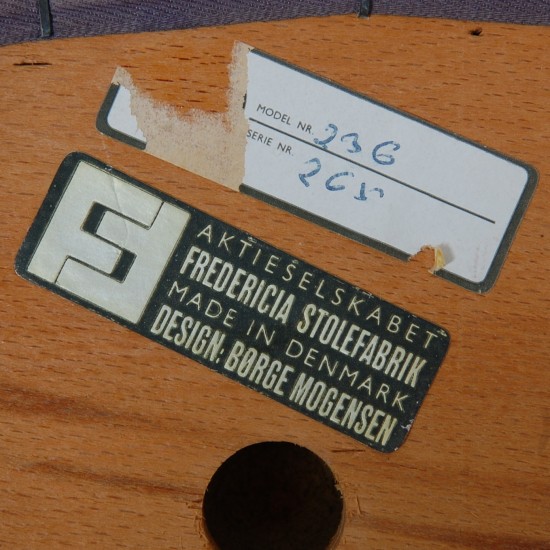 MODEL NR. 236
SERIE NR. 265
AKTIESELSKABET
FREDERICIA STOLEFABRIK
MADE IN DENMARK
DESIGN: BØRGE MOGENSEN